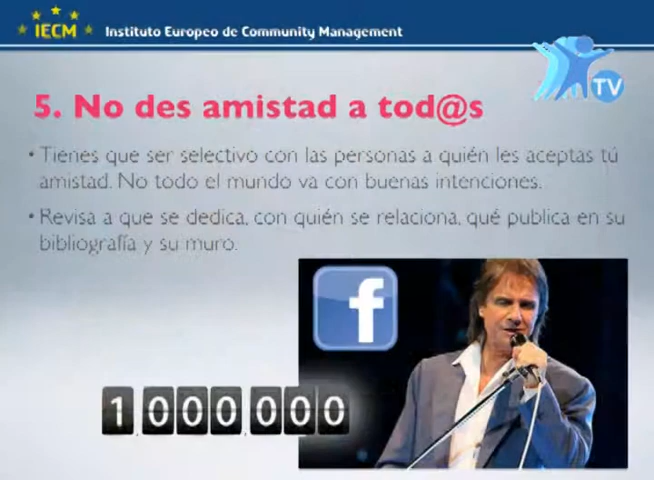 IECM Instituto Europeo de Community Management
TV
5. No des amistad a tod@s
• Tienes que ser selectivo con las personas a quién les aceptas tú
amistad. No todo el mundo va con buenas intenciones.
• Revisa a que se dedica, con quién se relaciona, qué publica en su
bibliografía y su muro.
f
1,000,000